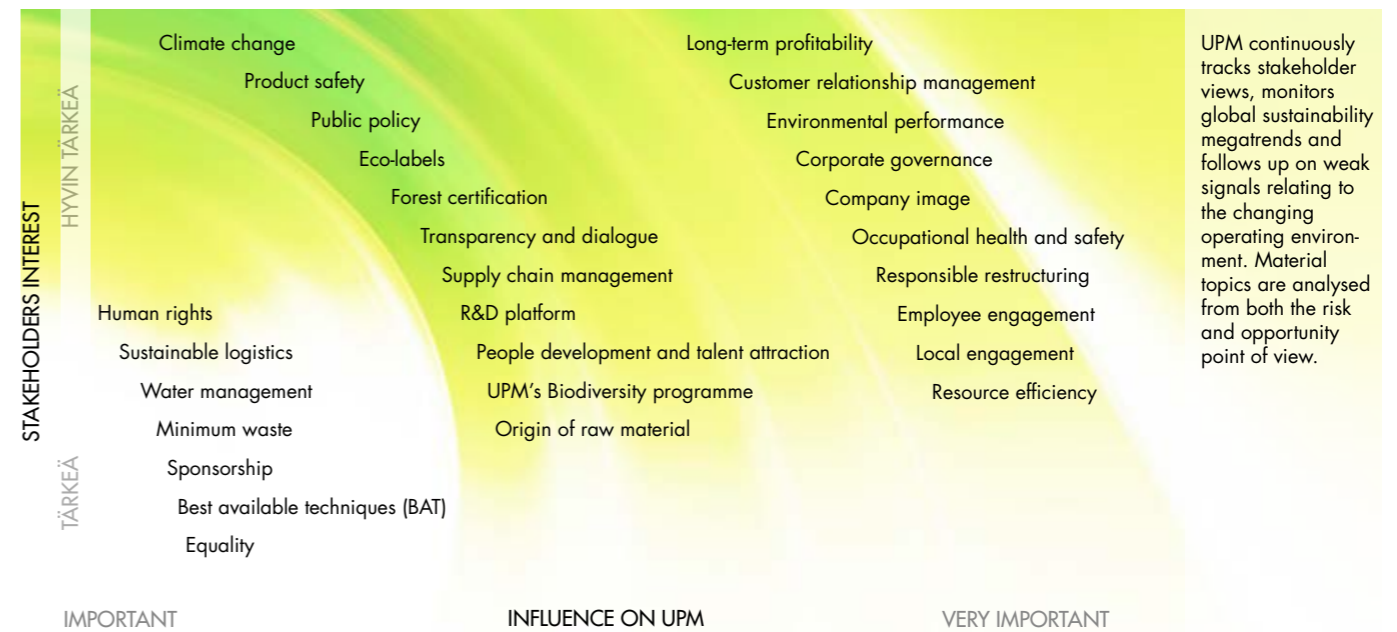 STAKEHOLDERS INTEREST
HYVIN TÄRKEÄ
TÄRKEÄ
Climate change
Product safety
Public policy
Eco-labels
Forest certification
Transparency and dialogue
Supply chain management
R&D platform
People development and talent attraction
UPM’s Biodiversity programme
Origin of raw material
Human rights
Sustainable logistics
Water management
Minimum waste
Sponsorship
Best available techniques (BAT)
Equality
Long-term profitability
Customer relationship management
Environmental performance
Corporate governance
Company image
Occupational health and safety
Responsible restructuring
Employee engagement
Local engagement
Resource efficiency
UPM continuously
tracks stakeholder
views, monitors
global sustainability
megatrends and
follows up on weak
signals relating to
the changing
operating environ-
ment. Material
topics are analysed
from both the risk
and opportunity
point of view.
IMPORTANT
INFLUENCE ON UPM
VERY IMPORTANT